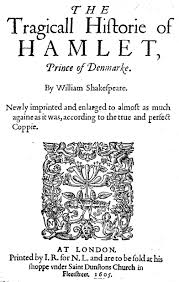 THE
Tragicall Historie of
HAMLET,
Prince of Denmarke.
By William Shakespeare.
Newly imprinted and enlarged to almost as much
againe as it was, according to the true and perfect
Coppie.
AT LONDON,
Printed by I. R. for N. L. and are to be sold at his
shoppe vnder Saint Dunstons Church in
Fleetstreet. 1605.